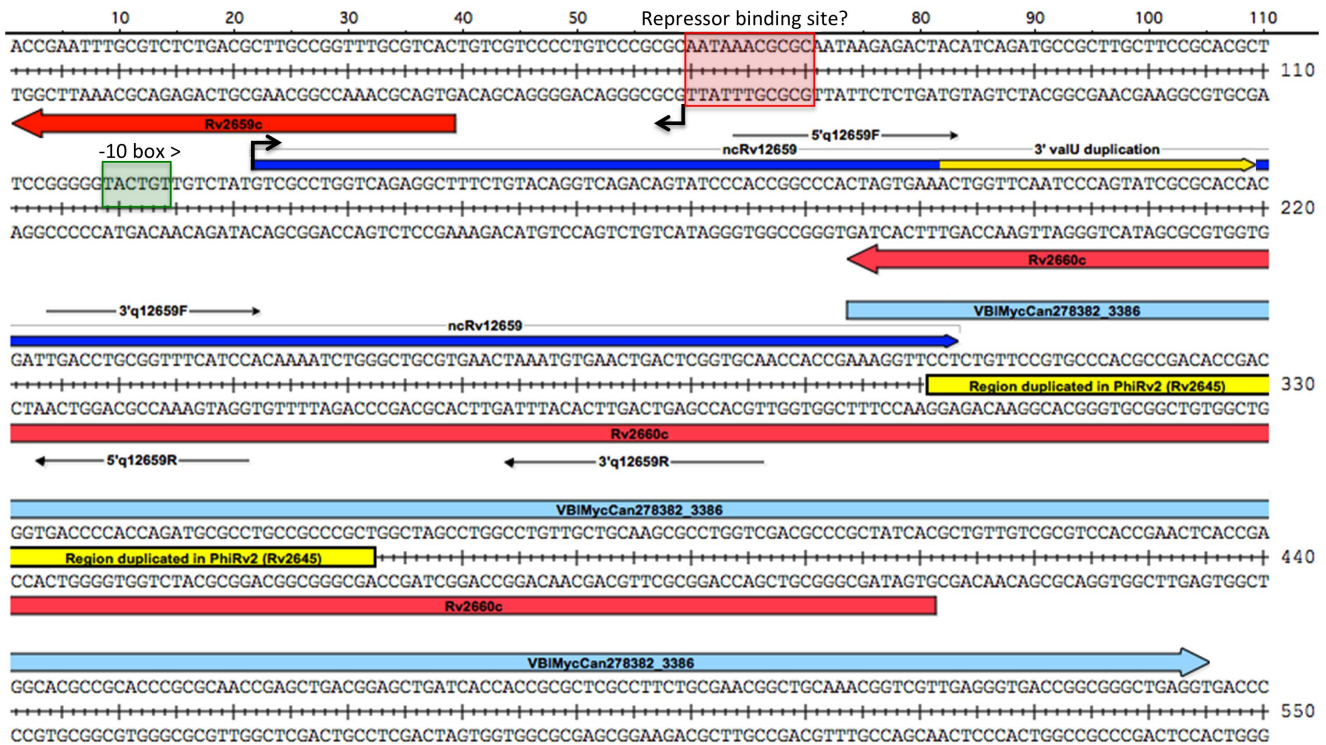 10 20 30 40 50 Repressor binding site? 80 90 100 110
ACCGAATTTGCGTCTCTGACGCTTGCCGGTTTGCGTCACTGTCGTCCCCTGTCCCGCGCAATAAACGCGCAATAAGAGACTACATCAGATGCCGCTTGCTTCCGCACGCT
110
TGGCTTAAACGCAGAGACTGCGAACGGCCAAACGCAGTGACAGCAGGGGACAGGGCGCGTTATTTGCGCGTTATTCTCTGATGTAGTCTACGGCGAACGAAGGCGTGCGA
Rv2659c
5'q12659F
-10 box >
ncRv12659 3' valU duplication
TCCGGGGGTACTGTTGTCTATGTCGCCTGGTCAGAGGCTTTCTGTACAGGTCAGACAGTATCCCACCGGCCCACTAGTGAAACTGGTTCAATCCCAGTATCGCGCACCAC
220
AGGCCCCCATGACAACAGATACAGCGGACCAGTCTCCGAAAGACATGTCCAGTCTGTCATAGGGTGGCCGGGTGATCACTTTGACCAAGTTAGGGTCATAGCGCGTGGTG
Rv2660c
3'q12659F
VBIMycCan278382_3386
ncRv12659
GATTGACCTGCGGTTTCATCCACAAAATCTGGGCTGCGTGAACTAAATGTGAACTGACTCGGTGCAACCACCGAAAGGTTCCTCTGTTCCGTGCCCACGCCGACACCGAC
Region duplicated in PhiRv2 (Rv2645)
330
CTAACTGGACGCCAAAGTAGGTGTTTTAGACCCGACGCACTTGATTTACACTTGACTGAGCCACGTTGGTGGCTTTCCAAGGAGACAAGGCACGGGTGCGGCTGTGGCTG
Rv2660c
5'q12659R 3'q12659R
VBIMycCan278382_3386
GGTGACCCCACCAGATGCGCCTGCCGCCCGCTGGCTAGCCTGGCCTGTTGCTGCAAGCGCCTGGTCGACGCCCGCTATCACGCTGTTGTCGCGTCCACCGAACTCACCGA
Region duplicated in PhiRv2 (Rv2645)
440
CCACTGGGGTGGTCTACGCGGACGGCGGGCGACCGATCGGACCGGACAACGACGTTCGCGGACCAGCTGCGGGCGATAGTGCGACAACAGCGCAGGTGGCTTGAGTGGCT
Rv2660c
VBIMycCan278382_3386
GGCACGCCGCACCCGCGCAACCGAGCTGACGGAGCTGATCACCACCGCGCTCGCCTTCTGCGAACGGCTGCAAACGGTCGTTGAGGGTGACCGGCGGGCTGAGGTGACCC
550
CCGTGCGGCGTGGGCGCGTTGGCTCGACTGCCTCGACTAGTGGTGGCGCGAGCGGAAGACGCTTGCCGACGTTTGCCAGCAACTCCCACTGGCCGCCCGACTCCACTGGG